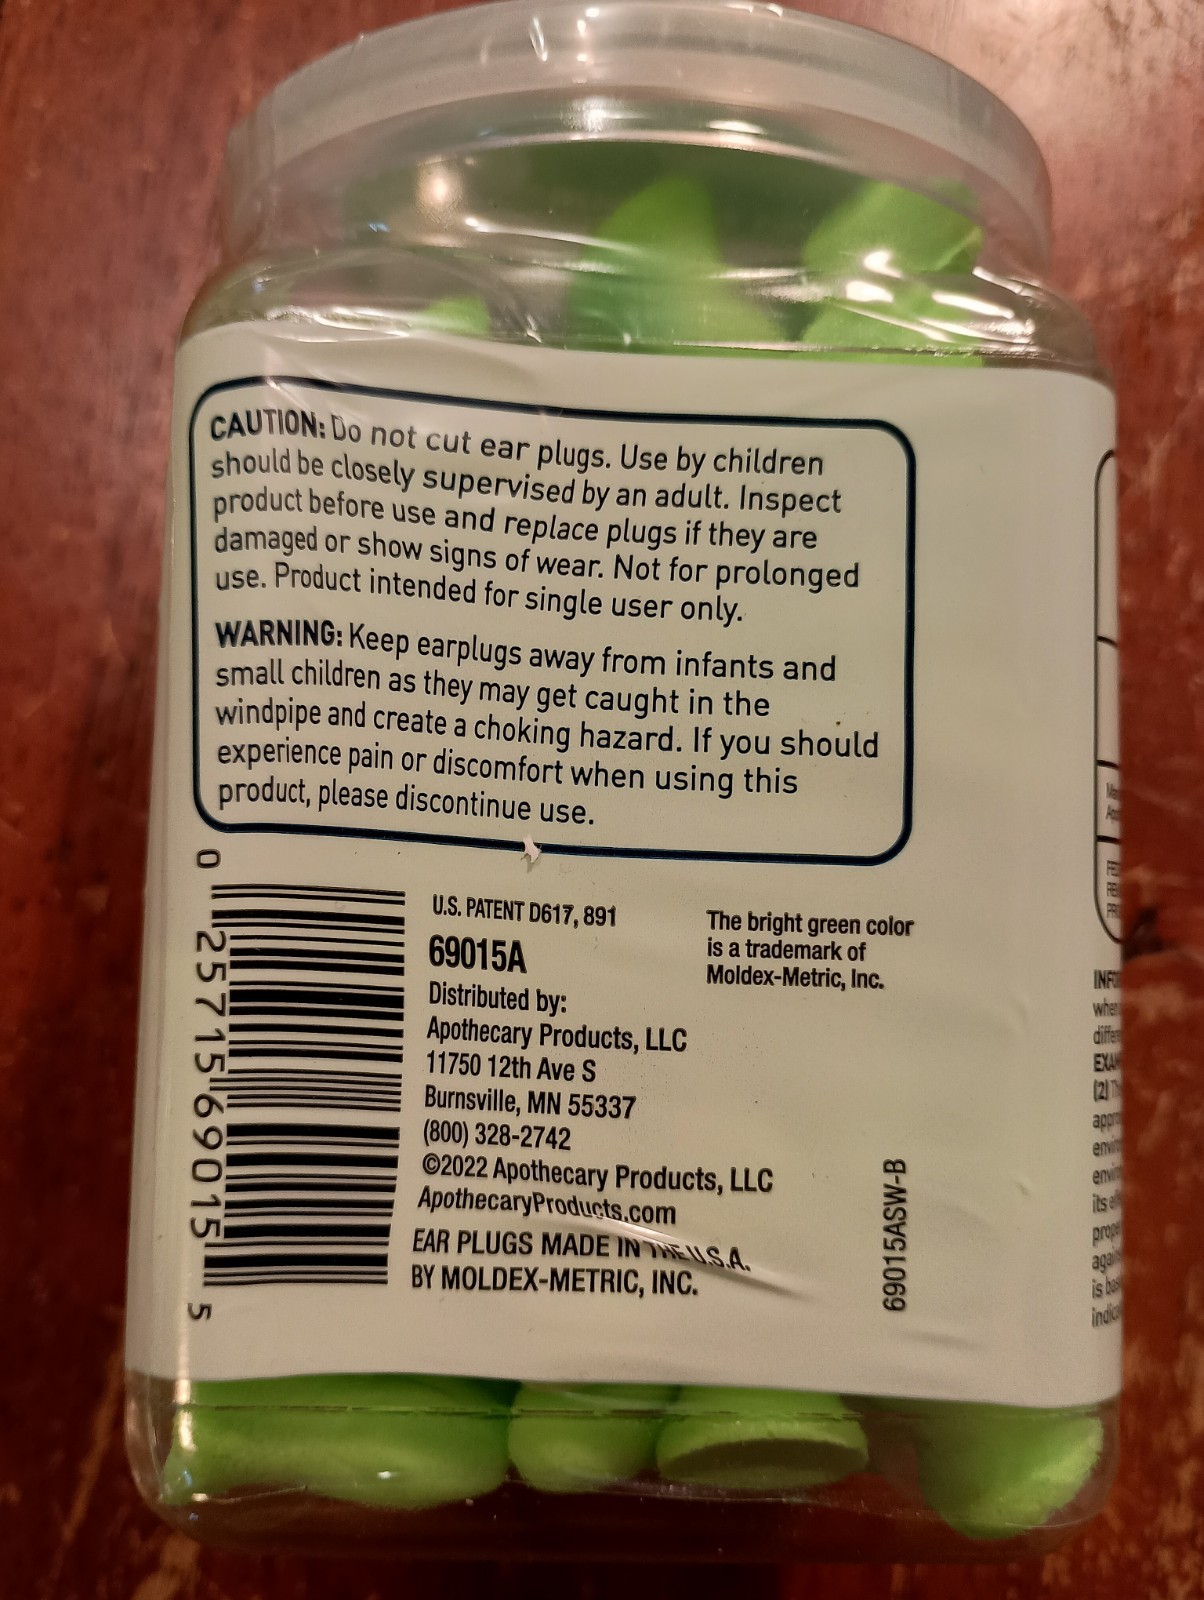 CAUTION: Do not cut ear plugs. Use by children
should be closely supervised by an adult. Inspect
product before use and replace plugs if they are
damaged or show signs of wear. Not for prolonged
use. Product intended for single user only.
WARNING: Keep earplugs away from infants and
small children as they may get caught in the
windpipe and create a choking hazard. If you should
experience pain or discomfort when using this
product, please discontinue use.
0 25715 69015 5
U.S. PATENT D617, 891
69015A
Distributed by:
Apothecary Products, LLC
11750 12th Ave S
Burnsville, MN 55337
(800) 328-2742
©2022 Apothecary Products, LLC
ApothecaryProducts.com
EAR PLUGS MADE IN THE U.S.A.
BY MOLDEX-METRIC, INC.
The bright green color
is a trademark of
Moldex-Metric, Inc.
69015ASW-B
(2)
is